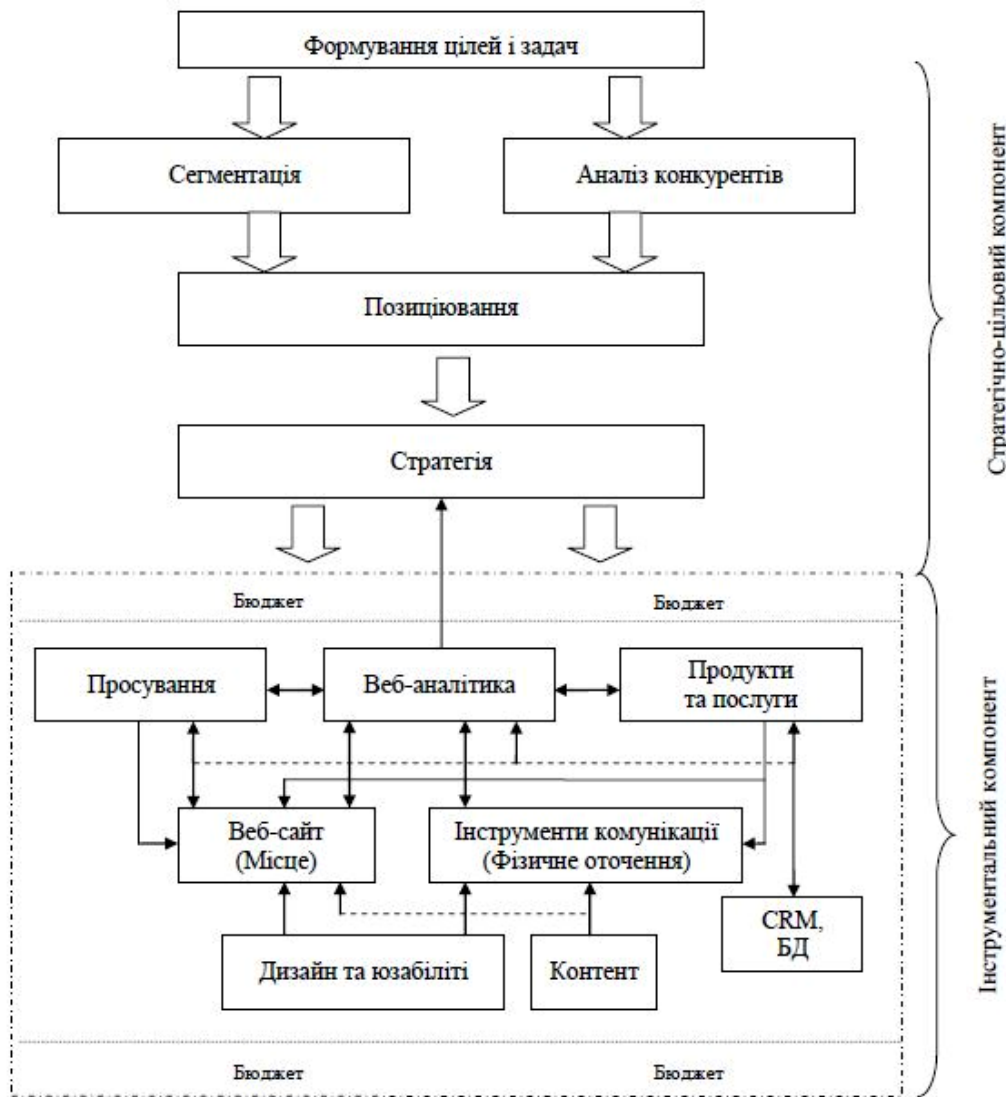 Формування цілей і задач
Сегментація
Аналіз конкурентів
Позиціювання
Стратегія
Стратегічно-цільовий компонент
Бюджет
Бюджет
Просування
Веб-аналітика
Продукти
та послуги
Веб-сайт
(Місце)
Інструменти комунікації
(Фізичне оточення)
CRM,
БД
Дизайн та юзабіліті
Контент
Бюджет
Бюджет
Інструментальний компонент